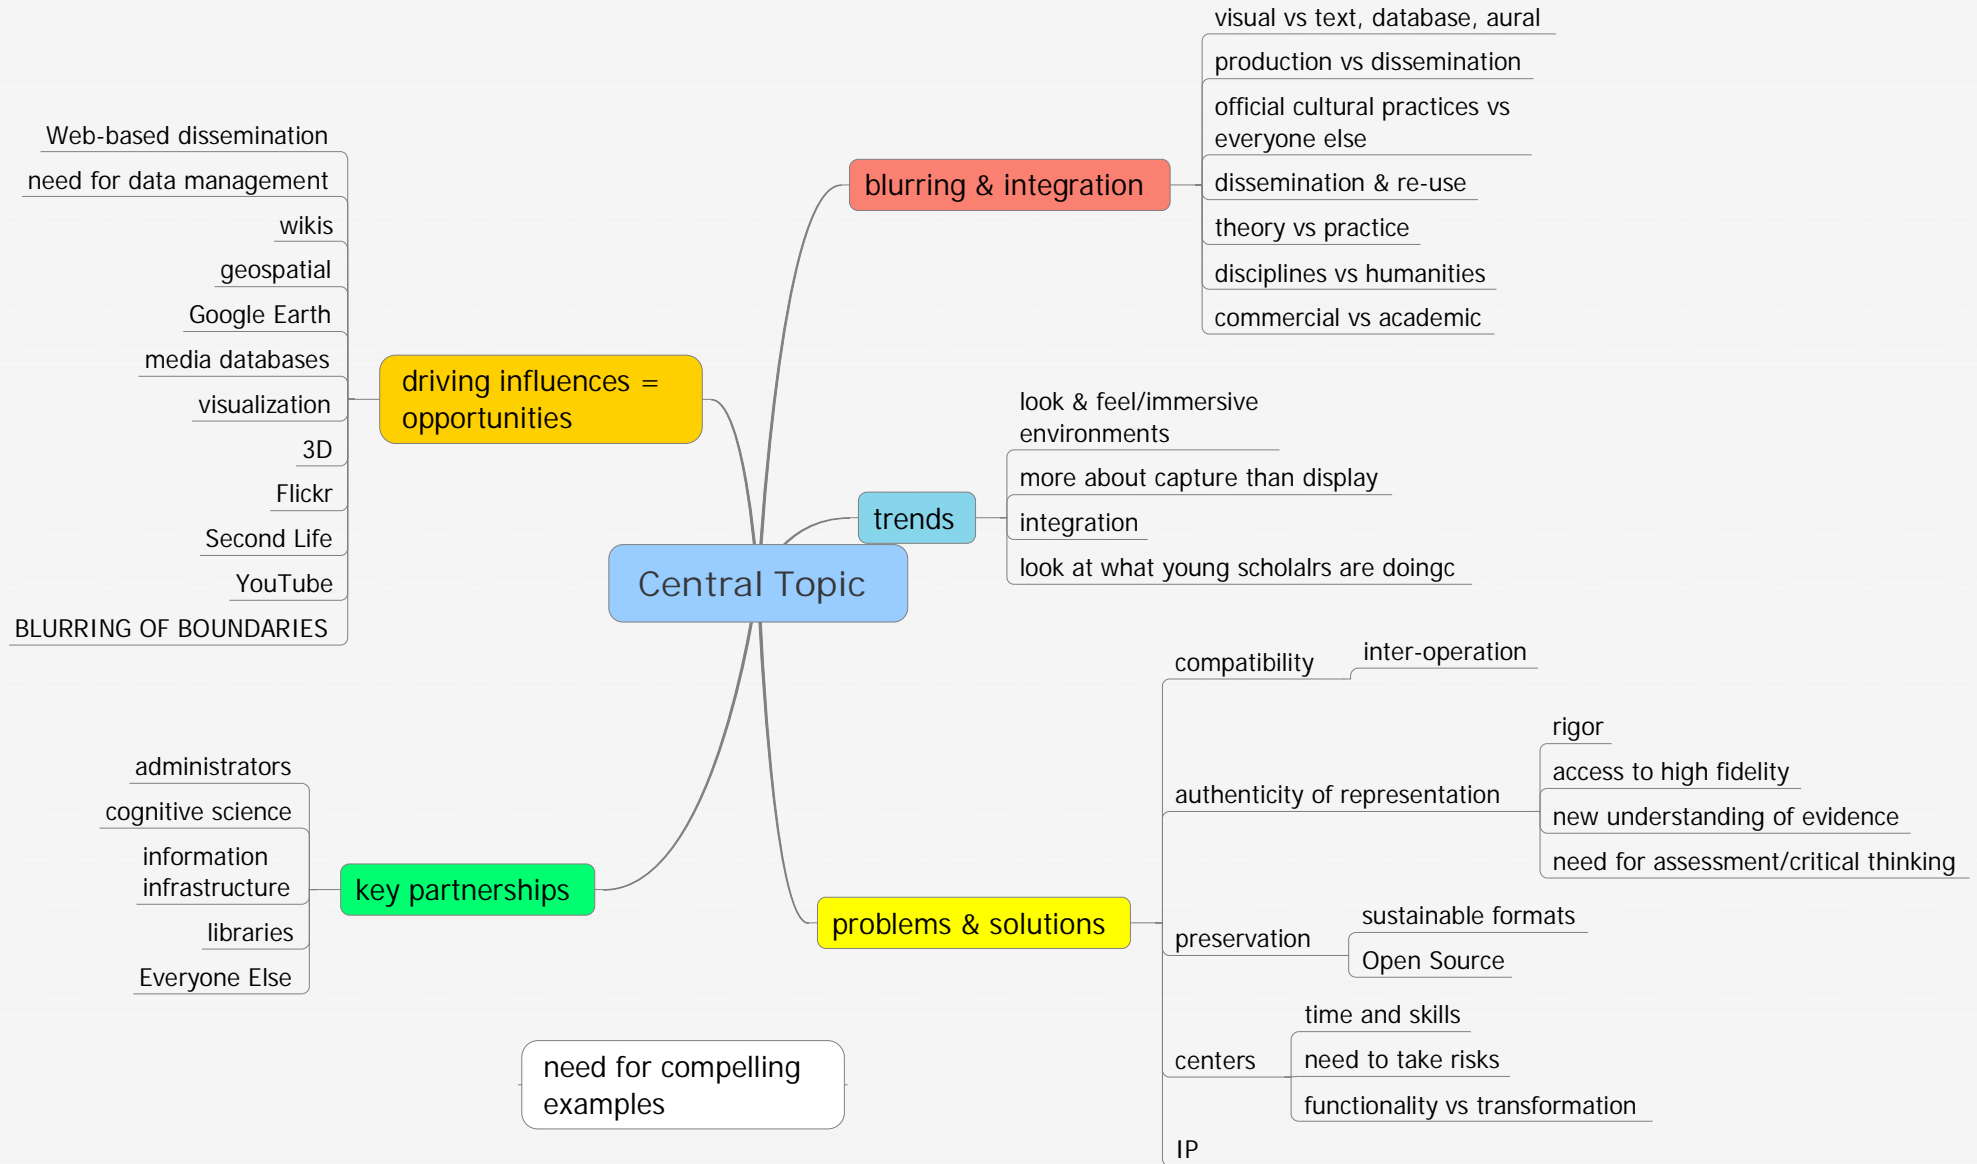 Central Topic
blurring & integration
visual vs text, database, aural
production vs dissemination
official cultural practices vs
everyone else
dissemination & re-use
theory vs practice
disciplines vs humanities
commercial vs academic
trends
look & feel/immersive
environments
more about capture than display
integration
look at what young scholalrs are doingc
problems & solutions
compatibility
inter-operation
authenticity of representation
rigor
access to high fidelity
new understanding of evidence
need for assessment/critical thinking
preservation
sustainable formats
Open Source
centers
time and skills
need to take risks
functionality vs transformation
IP
driving influences =
opportunities
Web-based dissemination
need for data management
wikis
geospatial
Google Earth
media databases
visualization
3D
Flickr
Second Life
YouTube
BLURRING OF BOUNDARIES
key partnerships
administrators
cognitive science
information
infrastructure
libraries
Everyone Else
need for compelling
examples